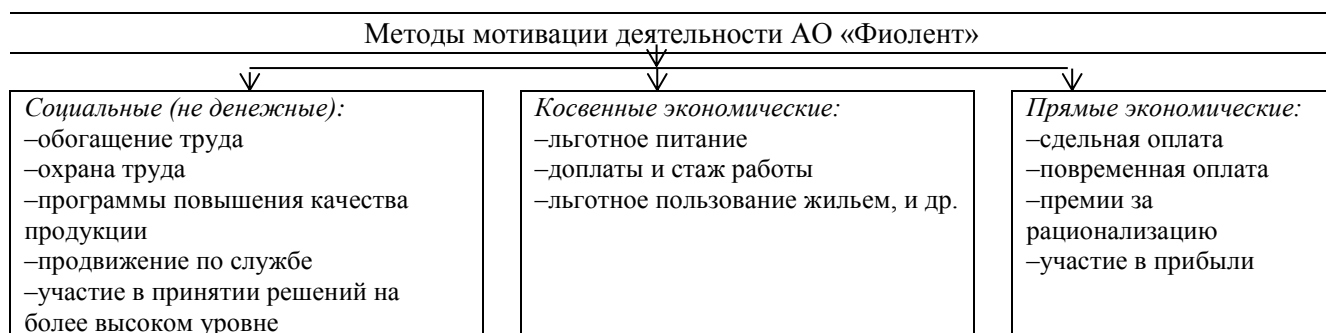 Методы мотивации деятельности АО «Фиолент»
Социальные (не денежные):
–обогащение труда
–охрана труда
–программы повышения качества
продукции
–продвижение по службе
–участие в принятии решений на
более высоком уровне
Косвенные экономические:
–льготное питание
–доплаты и стаж работы
–льготное пользование жильем, и др.
Прямые экономические:
–сдельная оплата
–повременная оплата
–премии за
рационализацию
–участие в прибыли